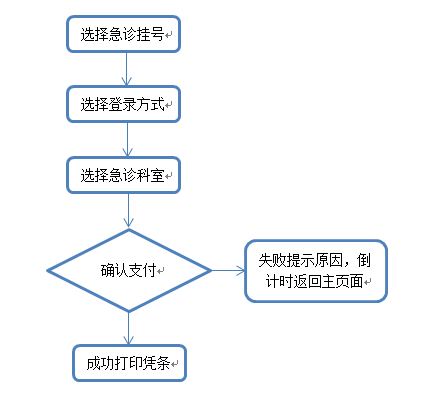 选择急诊挂号
选择登录方式
选择急诊科室
确认支付
失败提示原因，倒
计时返回主页面
成功打印凭条